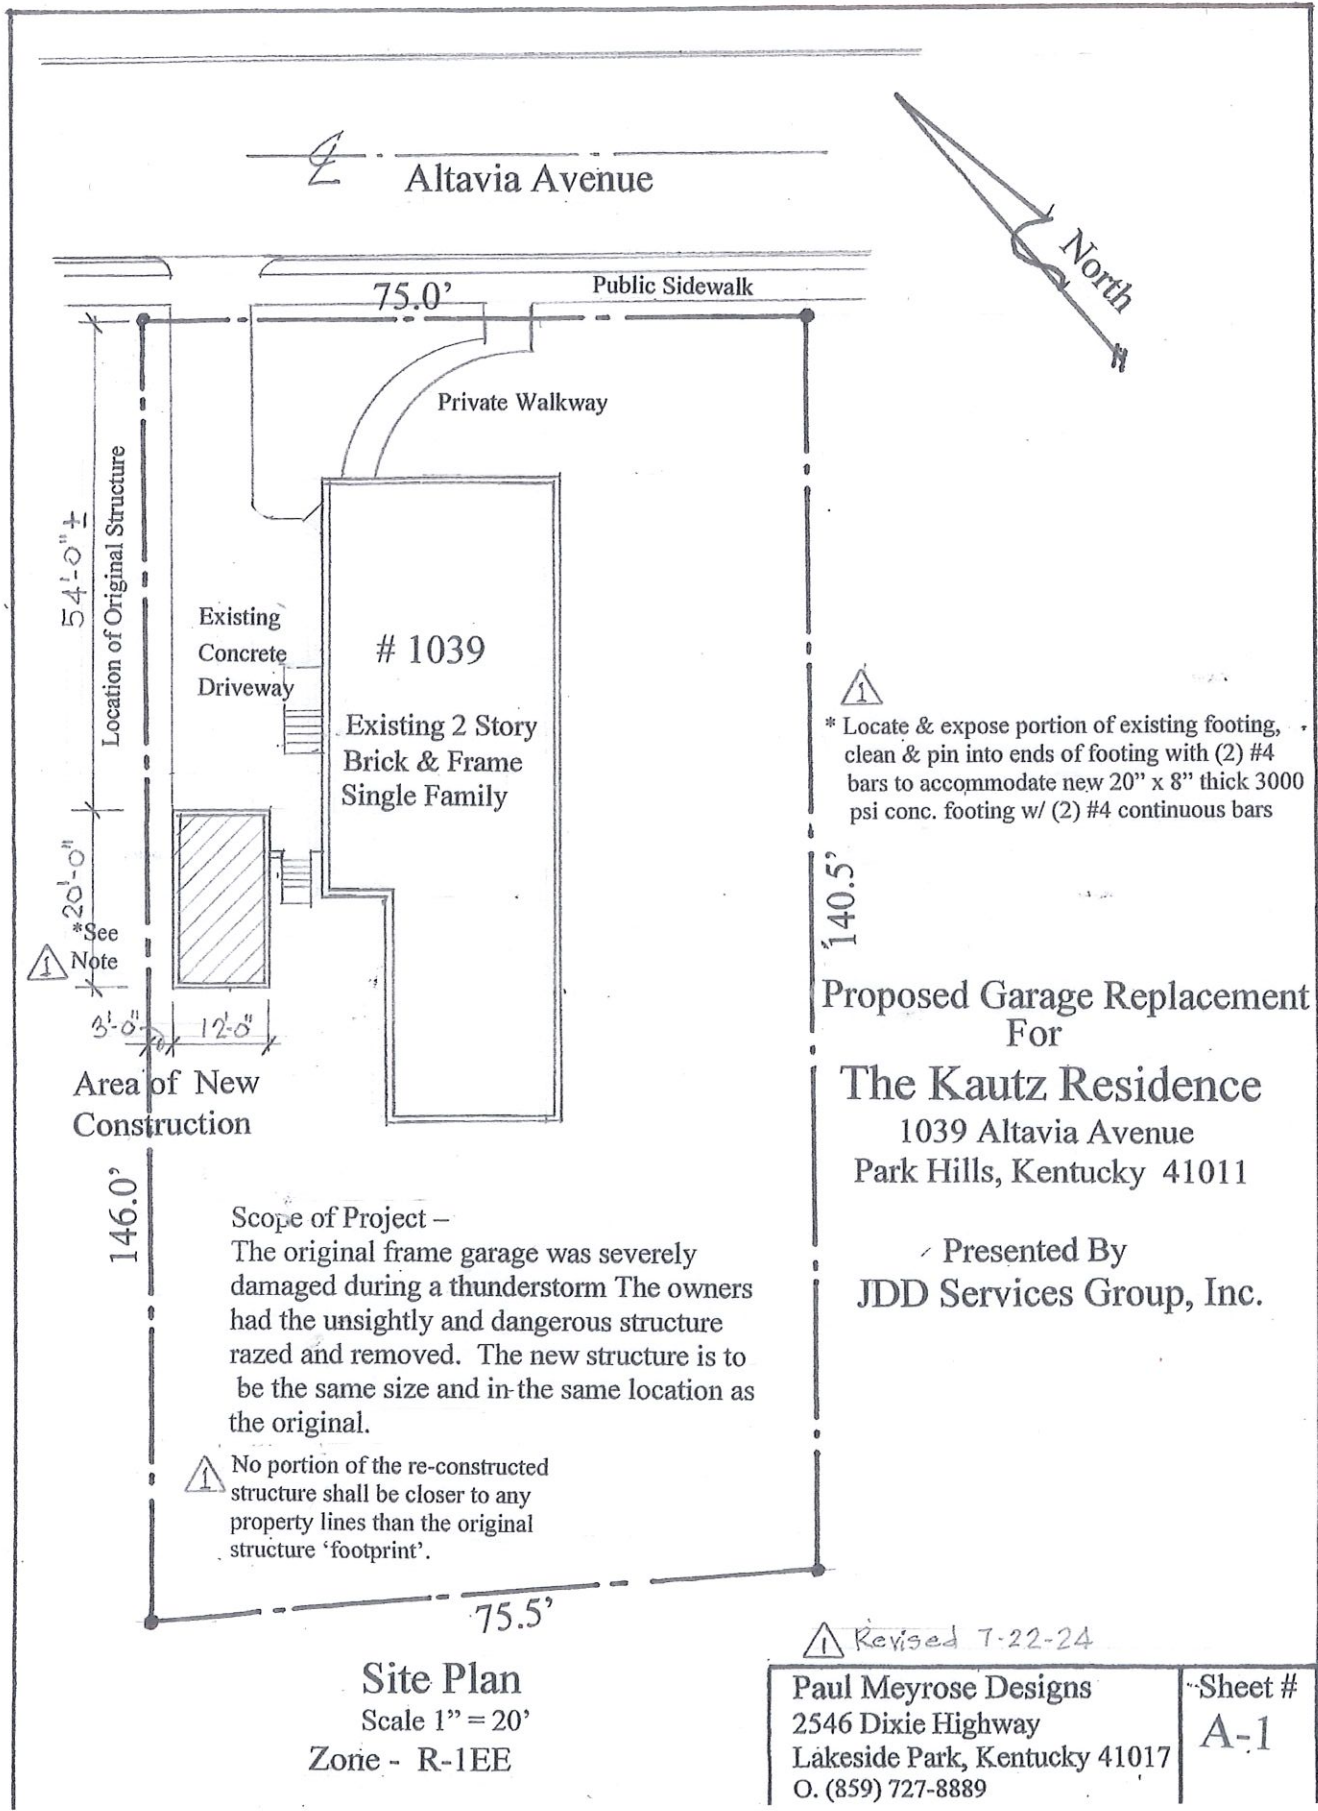 ℄
Altavia Avenue
North
N
75.0’
Public Sidewalk
Private Walkway
54'-0" ±
Location of Original Structure
Existing
Concrete
Driveway
# 1039
Existing 2 Story
Brick & Frame
Single Family
1
* Locate & expose portion of existing footing,
clean & pin into ends of footing with (2) #4
bars to accommodate new 20” x 8” thick 3000
psi conc. footing w/ (2) #4 continuous bars
20'-0"
*See
1 Note
3'-0"
12'-0"
Area of New
Construction
140.5’
146.0’
Proposed Garage Replacement
For
The Kautz Residence
1039 Altavia Avenue
Park Hills, Kentucky 41011
Presented By
JDD Services Group, Inc.
Scope of Project –
The original frame garage was severely
damaged during a thunderstorm The owners
had the unsightly and dangerous structure
razed and removed. The new structure is to
be the same size and in the same location as
the original.
1 No portion of the re-constructed
structure shall be closer to any
property lines than the original
structure ‘footprint’.
75.5’
Site Plan
Scale 1” = 20’
Zone - R-1EE
1 Revised 7-22-24
Paul Meyrose Designs
2546 Dixie Highway
Lakeside Park, Kentucky 41017
O. (859) 727-8889
Sheet #
A-1